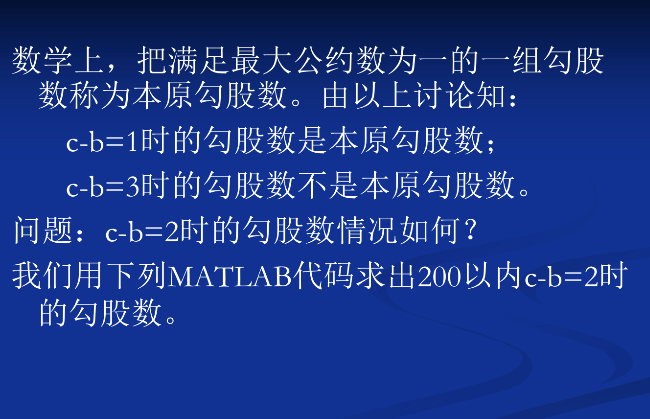 数学上，把满足最大公约数为一的一组勾股
数称为本原勾股数。由以上讨论知：
c-b=1时的勾股数是本原勾股数；
c-b=3时的勾股数不是本原勾股数。
问题：c-b=2时的勾股数情况如何？
我们用下列MATLAB代码求出200以内c-b=2时
的勾股数。